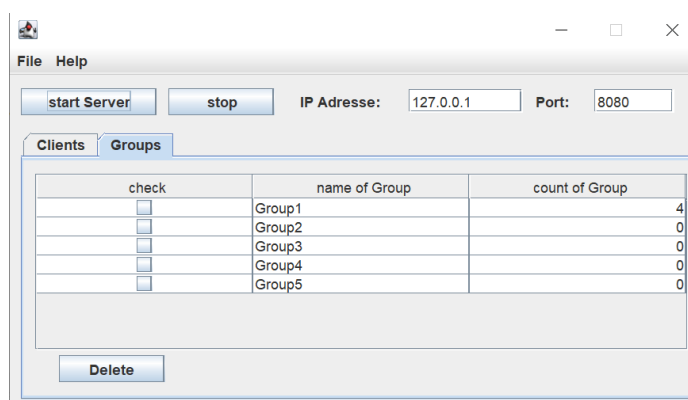 File Help
start Server stop IP Adresse: 127.0.0.1 Port: 8080
Clients Groups
check name of Group count of Group
Group1 4
Group2 0
Group3 0
Group4 0
Group5 0
Delete